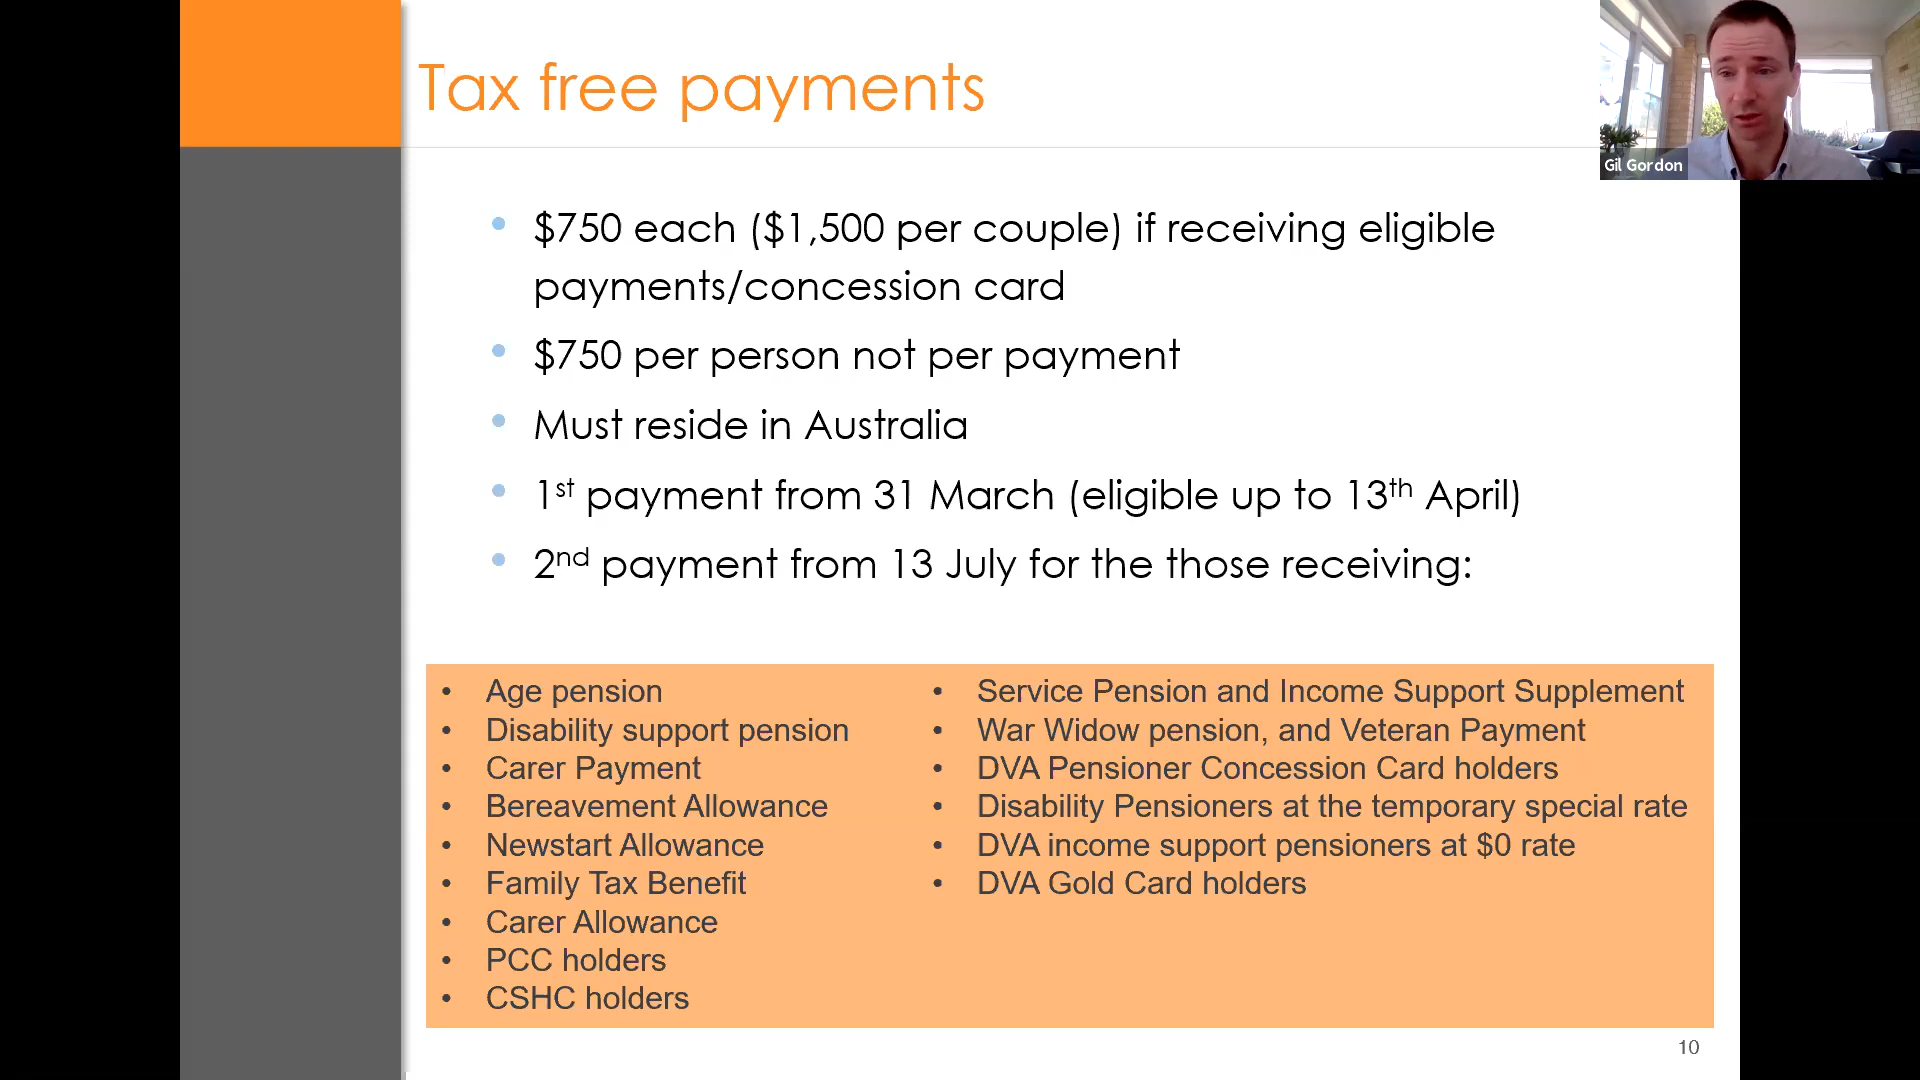 Tax free payments
Gil Gordon
• $750 each ($1,500 per couple) if receiving eligible
payments/concession card
• $750 per person not per payment
• Must reside in Australia
• 1st payment from 31 March (eligible up to 13th April)
• 2nd payment from 13 July for the those receiving:
• Age pension
• Disability support pension
• Carer Payment
• Bereavement Allowance
• Newstart Allowance
• Family Tax Benefit
• Carer Allowance
• PCC holders
• CSHC holders
• Service Pension and Income Support Supplement
• War Widow pension, and Veteran Payment
• DVA Pensioner Concession Card holders
• Disability Pensioners at the temporary special rate
• DVA income support pensioners at $0 rate
• DVA Gold Card holders
10